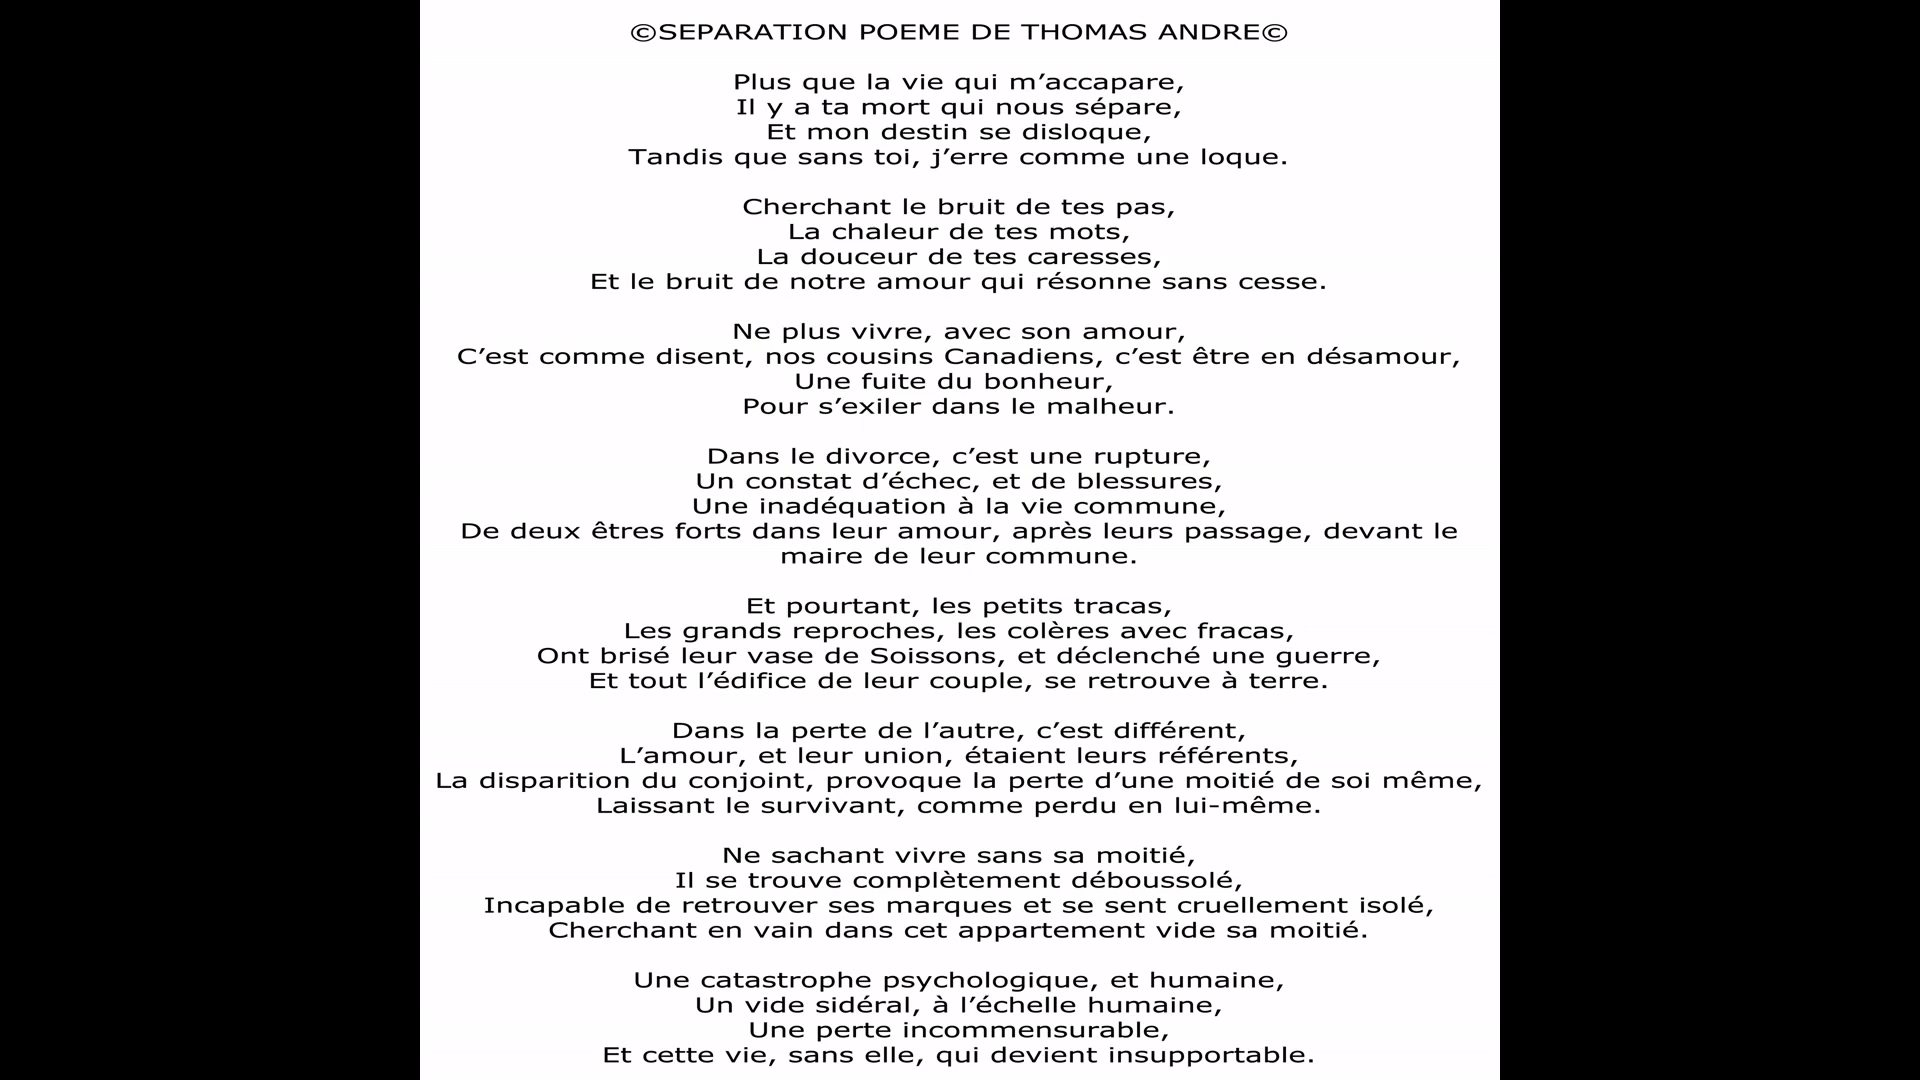 ©SEPARATION POEME DE THOMAS ANDRE©
Plus que la vie qui m’accapare,
Il y a ta mort qui nous sépare,
Et mon destin se disloque,
Tandis que sans toi, j’erre comme une loque.
Cherchant le bruit de tes pas,
La chaleur de tes mots,
La douceur de tes caresses,
Et le bruit de notre amour qui résonne sans cesse.
Ne plus vivre, avec son amour,
C’est comme disent, nos cousins Canadiens, c’est être en désamour,
Une fuite du bonheur,
Pour s’exiler dans le malheur.
Dans le divorce, c’est une rupture,
Un constat d’échec, et de blessures,
Une inadéquation à la vie commune,
De deux êtres forts dans leur amour, après leurs passage, devant le
maire de leur commune.
Et pourtant, les petits tracas,
Les grands reproches, les colères avec fracas,
Ont brisé leur vase de Soissons, et déclenché une guerre,
Et tout l’édifice de leur couple, se retrouve à terre.
Dans la perte de l’autre, c’est différent,
L’amour, et leur union, étaient leurs référents,
La disparition du conjoint, provoque la perte d’une moitié de soi même,
Laissant le survivant, comme perdu en lui-même.
Ne sachant vivre sans sa moitié,
Il se trouve complètement déboussolé,
Incapable de retrouver ses marques et se sent cruellement isolé,
Cherchant en vain dans cet appartement vide sa moitié.
Une catastrophe psychologique, et humaine,
Un vide sidéral, à l’échelle humaine,
Une perte incommensurable,
Et cette vie, sans elle, qui devient insupportable.